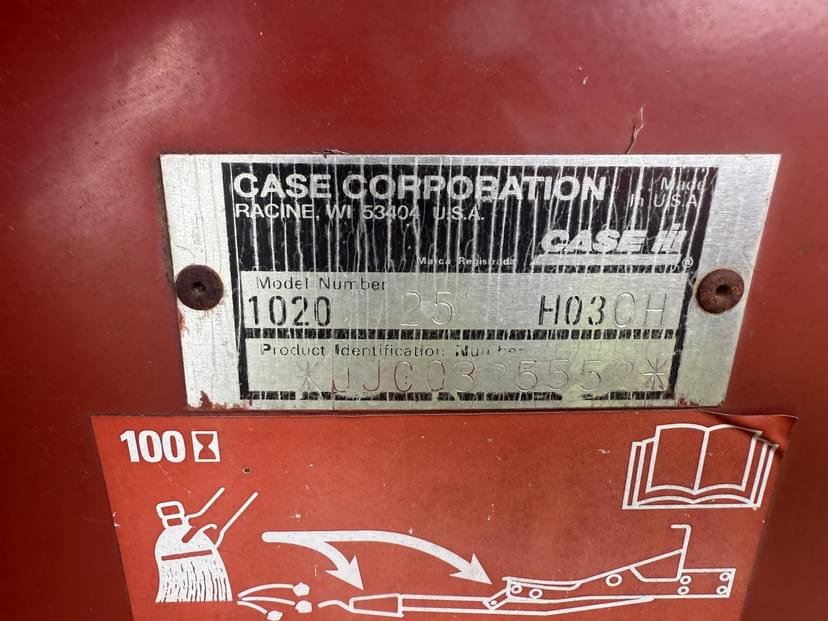 CASE CORPORATION
Made
In U.S.A.
RACINE, WI 53404 U.S.A.
CASE IH
Marca Registrada
®
Model Number
1020 25' H03CH
Product Identification Number
100